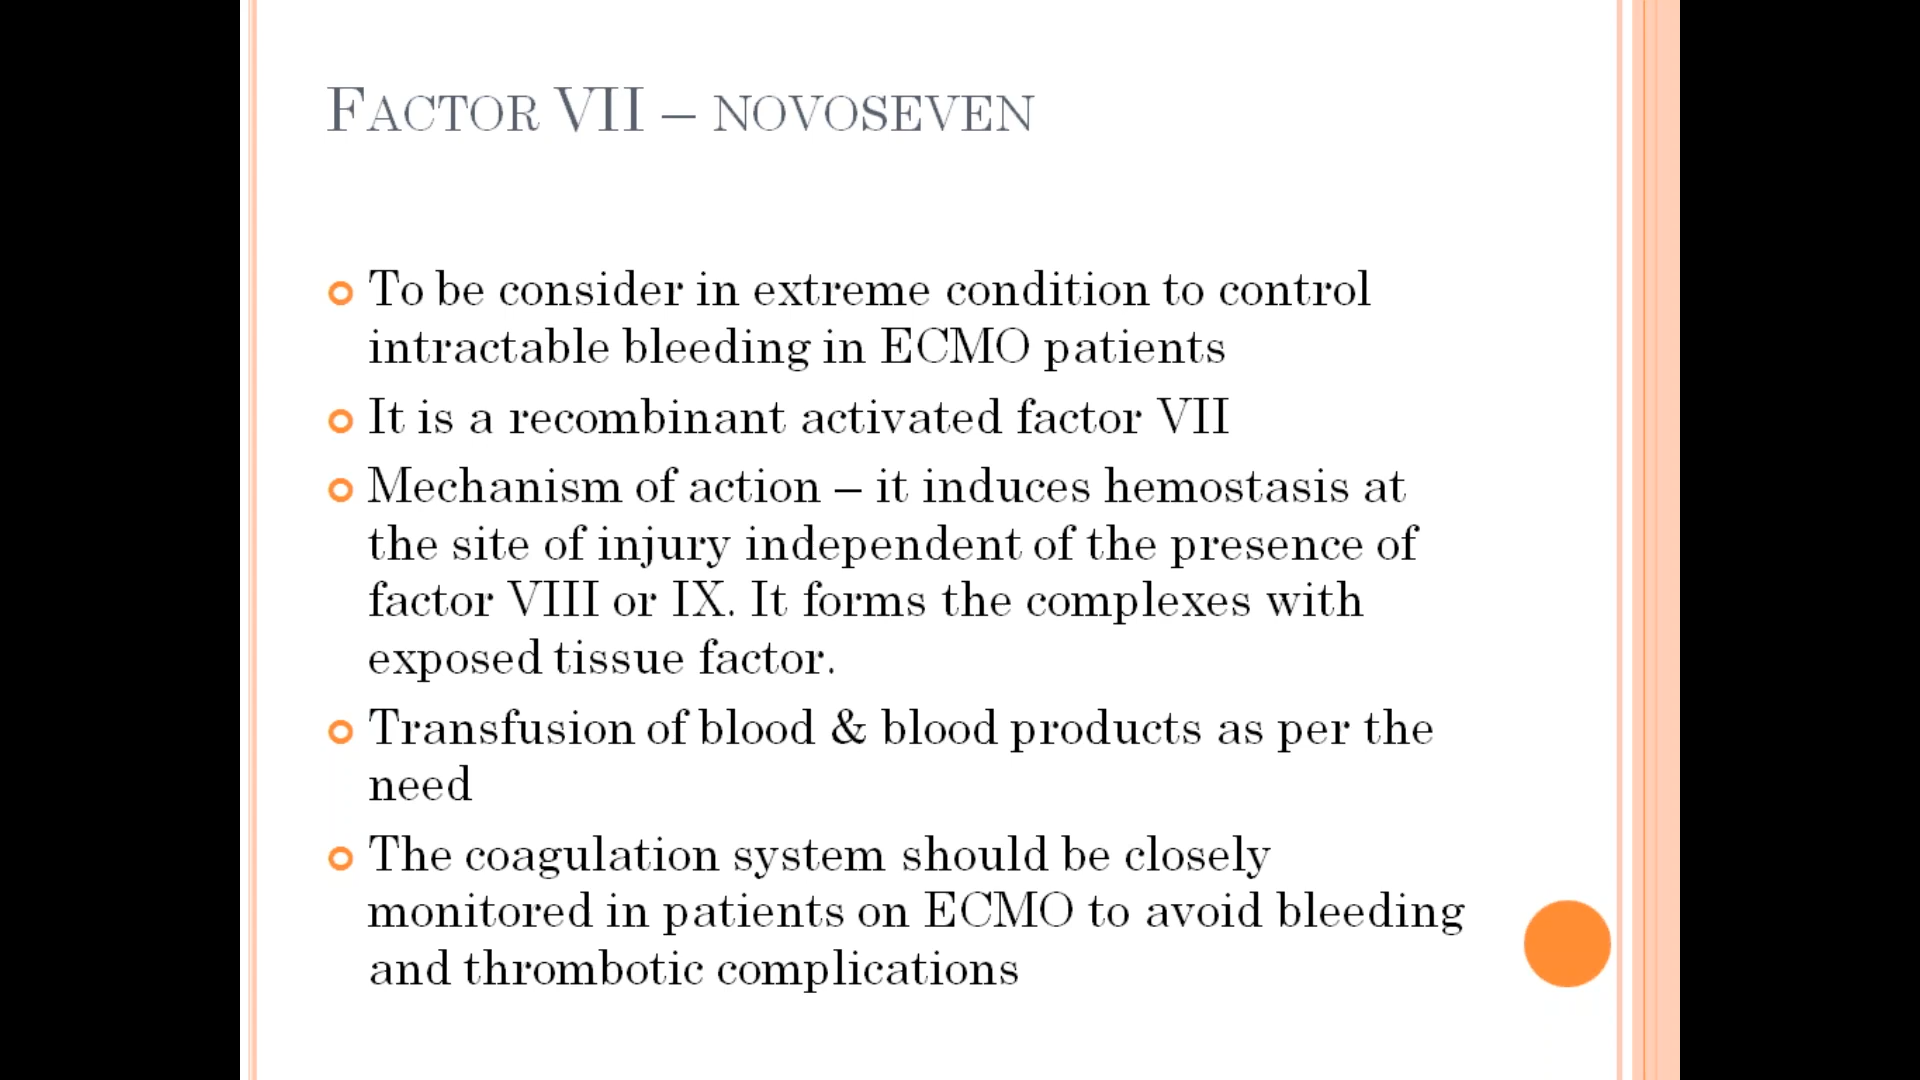 FACTOR VII – NOVOSEVEN
To be consider in extreme condition to control
intractable bleeding in ECMO patients
It is a recombinant activated factor VII
Mechanism of action – it induces hemostasis at
the site of injury independent of the presence of
factor VIII or IX. It forms the complexes with
exposed tissue factor.
Transfusion of blood & blood products as per the
need
The coagulation system should be closely
monitored in patients on ECMO to avoid bleeding
and thrombotic complications